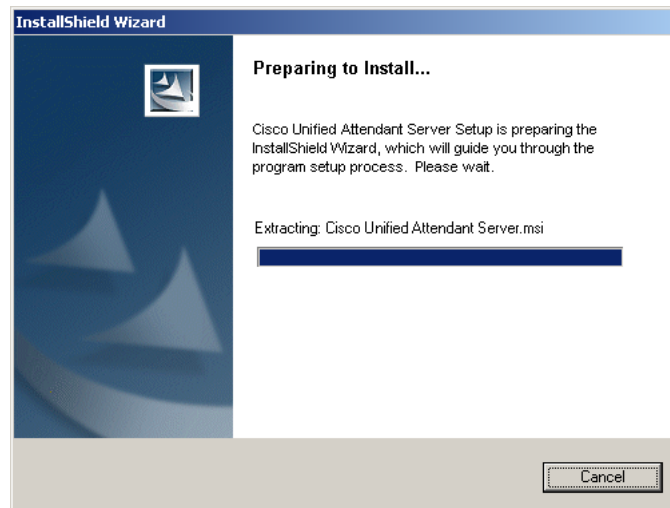 InstallShield Wizard
Preparing to Install...
Cisco Unified Attendant Server Setup is preparing the
InstallShield Wizard, which will guide you through the
program setup process. Please wait.
Extracting: Cisco Unified Attendant Server.msi
Cancel